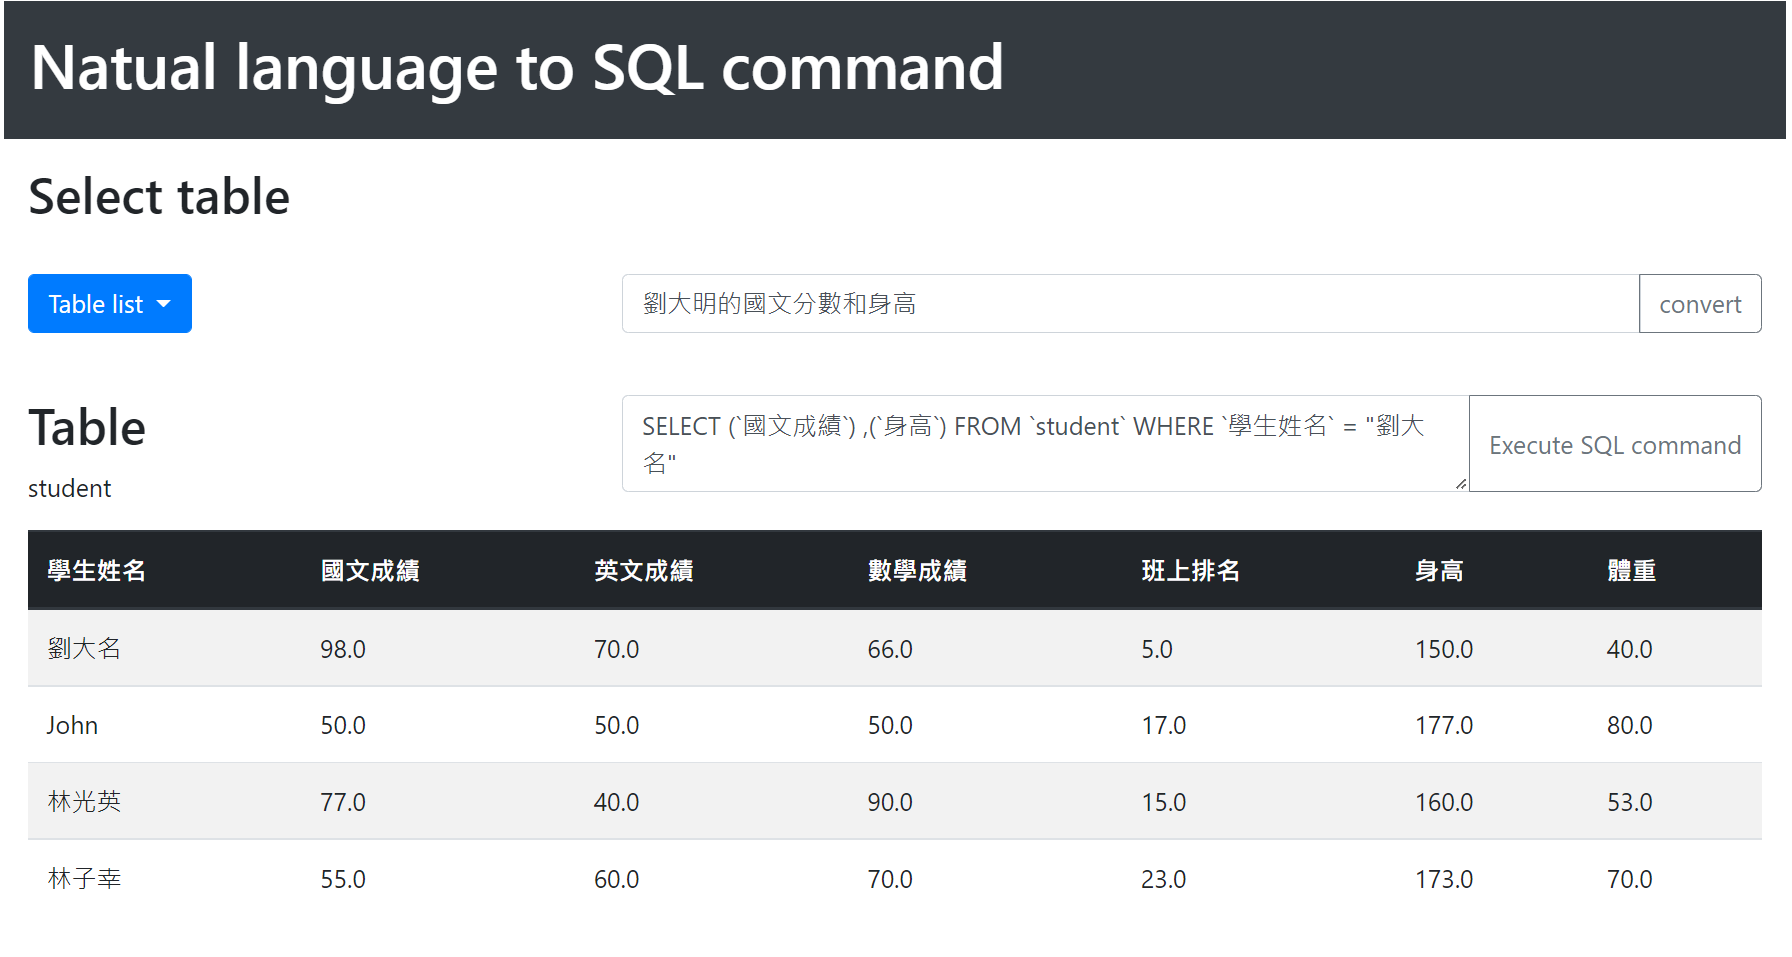 Natual language to SQL command
Select table
Table list
劉大明的國文分數和身高
convert
Table
student
SELECT (`國文成績`) ,(`身高`) FROM `student` WHERE `學生姓名` = "劉大
名"
Execute SQL command
學生姓名 國文成績 英文成績 數學成績 班上排名 身高 體重
劉大名 98.0 70.0 66.0 5.0 150.0 40.0
John 50.0 50.0 50.0 17.0 177.0 80.0
林光英 77.0 40.0 90.0 15.0 160.0 53.0
林子幸 55.0 60.0 70.0 23.0 173.0 70.0